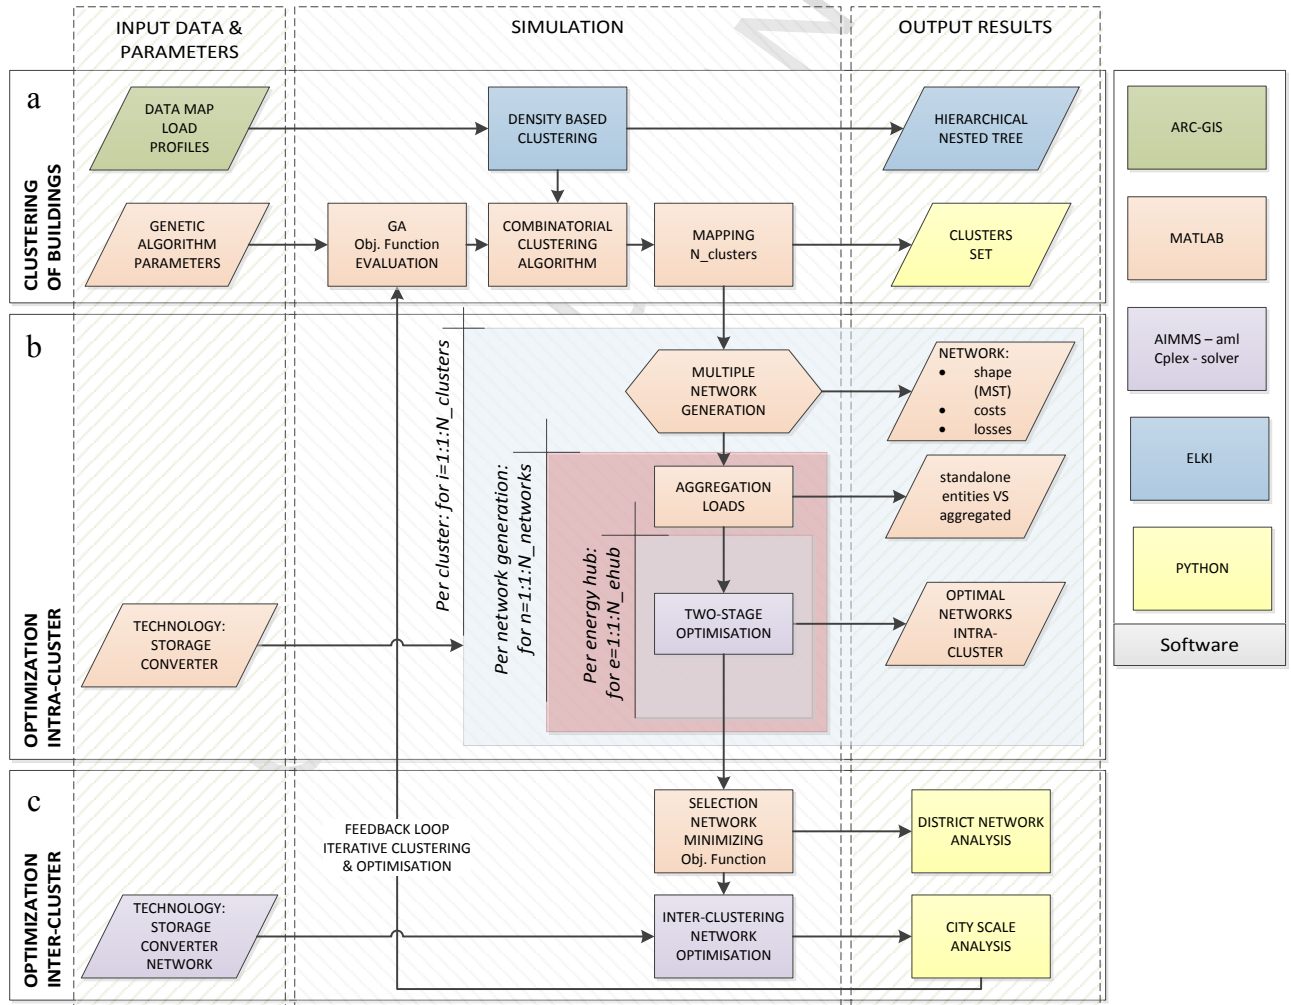 INPUT DATA &
PARAMETERS
SIMULATION
OUTPUT RESULTS
a
CLUSTERING
OF BUILDINGS
DATA MAP
LOAD
PROFILES
DENSITY BASED
CLUSTERING
HIERARCHICAL
NESTED TREE
GENETIC
ALGORITHM
PARAMETERS
GA
Obj. Function
EVALUATION
COMBINATORIAL
CLUSTERING
ALGORITHM
MAPPING
N_clusters
CLUSTERS
SET
b
OPTIMIZATION
INTRA-CLUSTER
Per cluster: for i=1:1:N_clusters
MULTIPLE
NETWORK
GENERATION
NETWORK:
• shape
(MST)
• costs
• losses
Per network generation:
for n=1:1:N_networks
AGGREGATION
LOADS
standalone
entities VS
aggregated
Per energy hub:
for e=1:1:N_ehub
TECHNOLOGY:
STORAGE
CONVERTER
TWO-STAGE
OPTIMISATION
OPTIMAL
NETWORKS
INTRA-
CLUSTER
c
OPTIMIZATION
INTER-CLUSTER
FEEDBACK LOOP
ITERATIVE CLUSTERING
& OPTIMISATION
SELECTION
NETWORK
MINIMIZING
Obj. Function
DISTRICT NETWORK
ANALYSIS
TECHNOLOGY:
STORAGE
CONVERTER
NETWORK
INTER-CLUSTERING
NETWORK
OPTIMISATION
CITY SCALE
ANALYSIS
ARC-GIS
MATLAB
AIMMS – aml
Cplex - solver
ELKI
PYTHON
Software